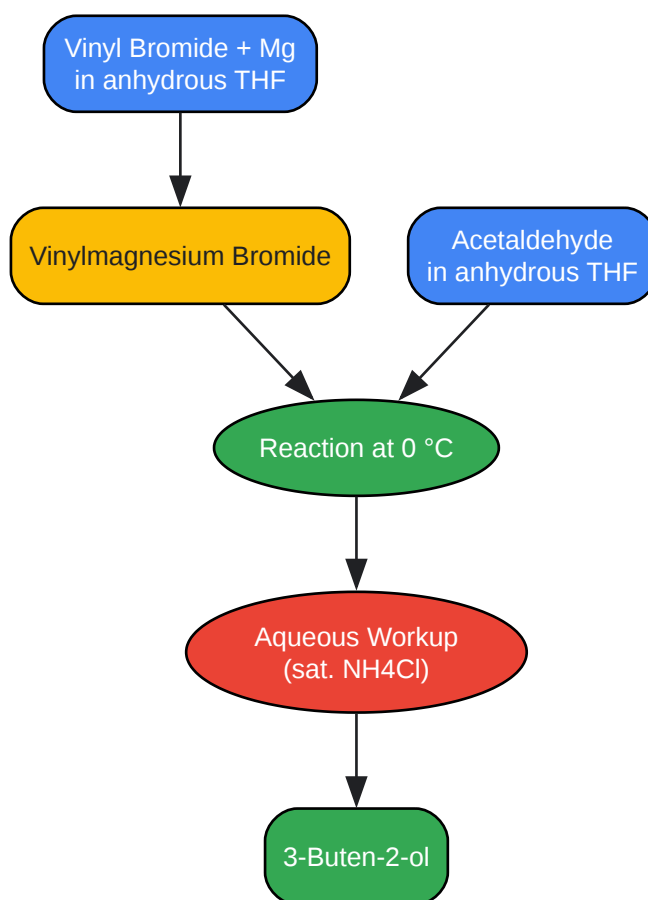 Vinyl Bromide + Mg
in anhydrous THF
Vinylmagnesium Bromide
Acetaldehyde
in anhydrous THF
Reaction at 0 °C
Aqueous Workup
(sat. NH4Cl)
3-Buten-2-ol